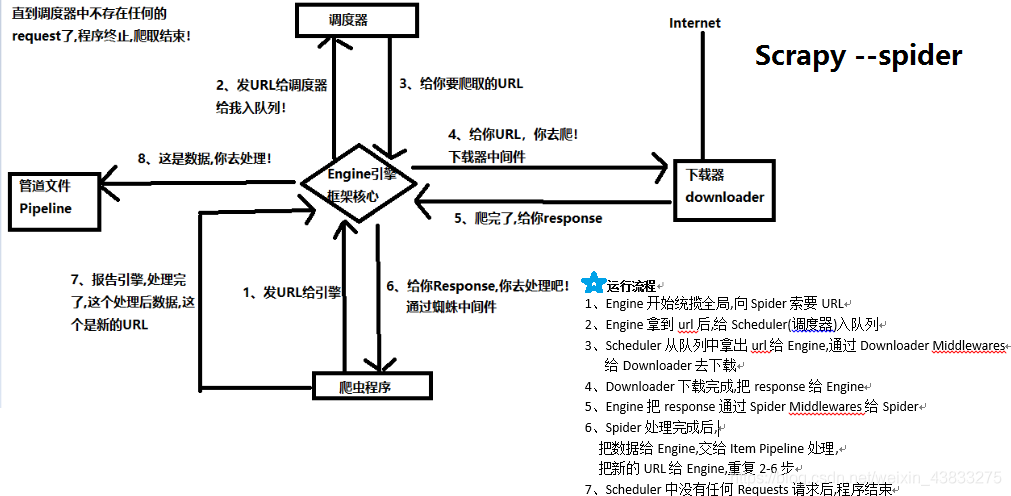 直到调度器中不存在任何的
request了,程序终止,爬取结束！
调度器
Internet
Scrapy --spider
2、发URL给调度器
给我入队列！
3、给你要爬取的URL
4、给你URL，你去爬！
下载器中间件
8、这是数据,你去处理！
Engine引擎
框架核心
管道文件
Pipeline
下载器
downloader
5、爬完了,给你response
7、报告引擎,处理完
了,这个处理后数据,这
个是新的URL
1、发URL给引擎
6、给你Response,你去处理吧！
通过蜘蛛中间件
爬虫程序
运行流程
1、Engine 开始统揽全局,向 Spider 索要 URL
2、Engine 拿到 url 后,给 Scheduler(调度器)入队列
3、Scheduler 从队列中拿出 url 给 Engine,通过 Downloader Middlewares
给 Downloader 去下载
4、Downloader 下载完成,把 response 给 Engine
5、Engine 把 response 通过 Spider Middlewares 给 Spider
6、Spider 处理完成后,
把数据给 Engine,交给 Item Pipeline 处理,
把新的 URL 给 Engine,重复 2-6 步
https://blog.csdn.net/weixin_43833275
7、Scheduler 中没有任何 Requests 请求后,程序结束